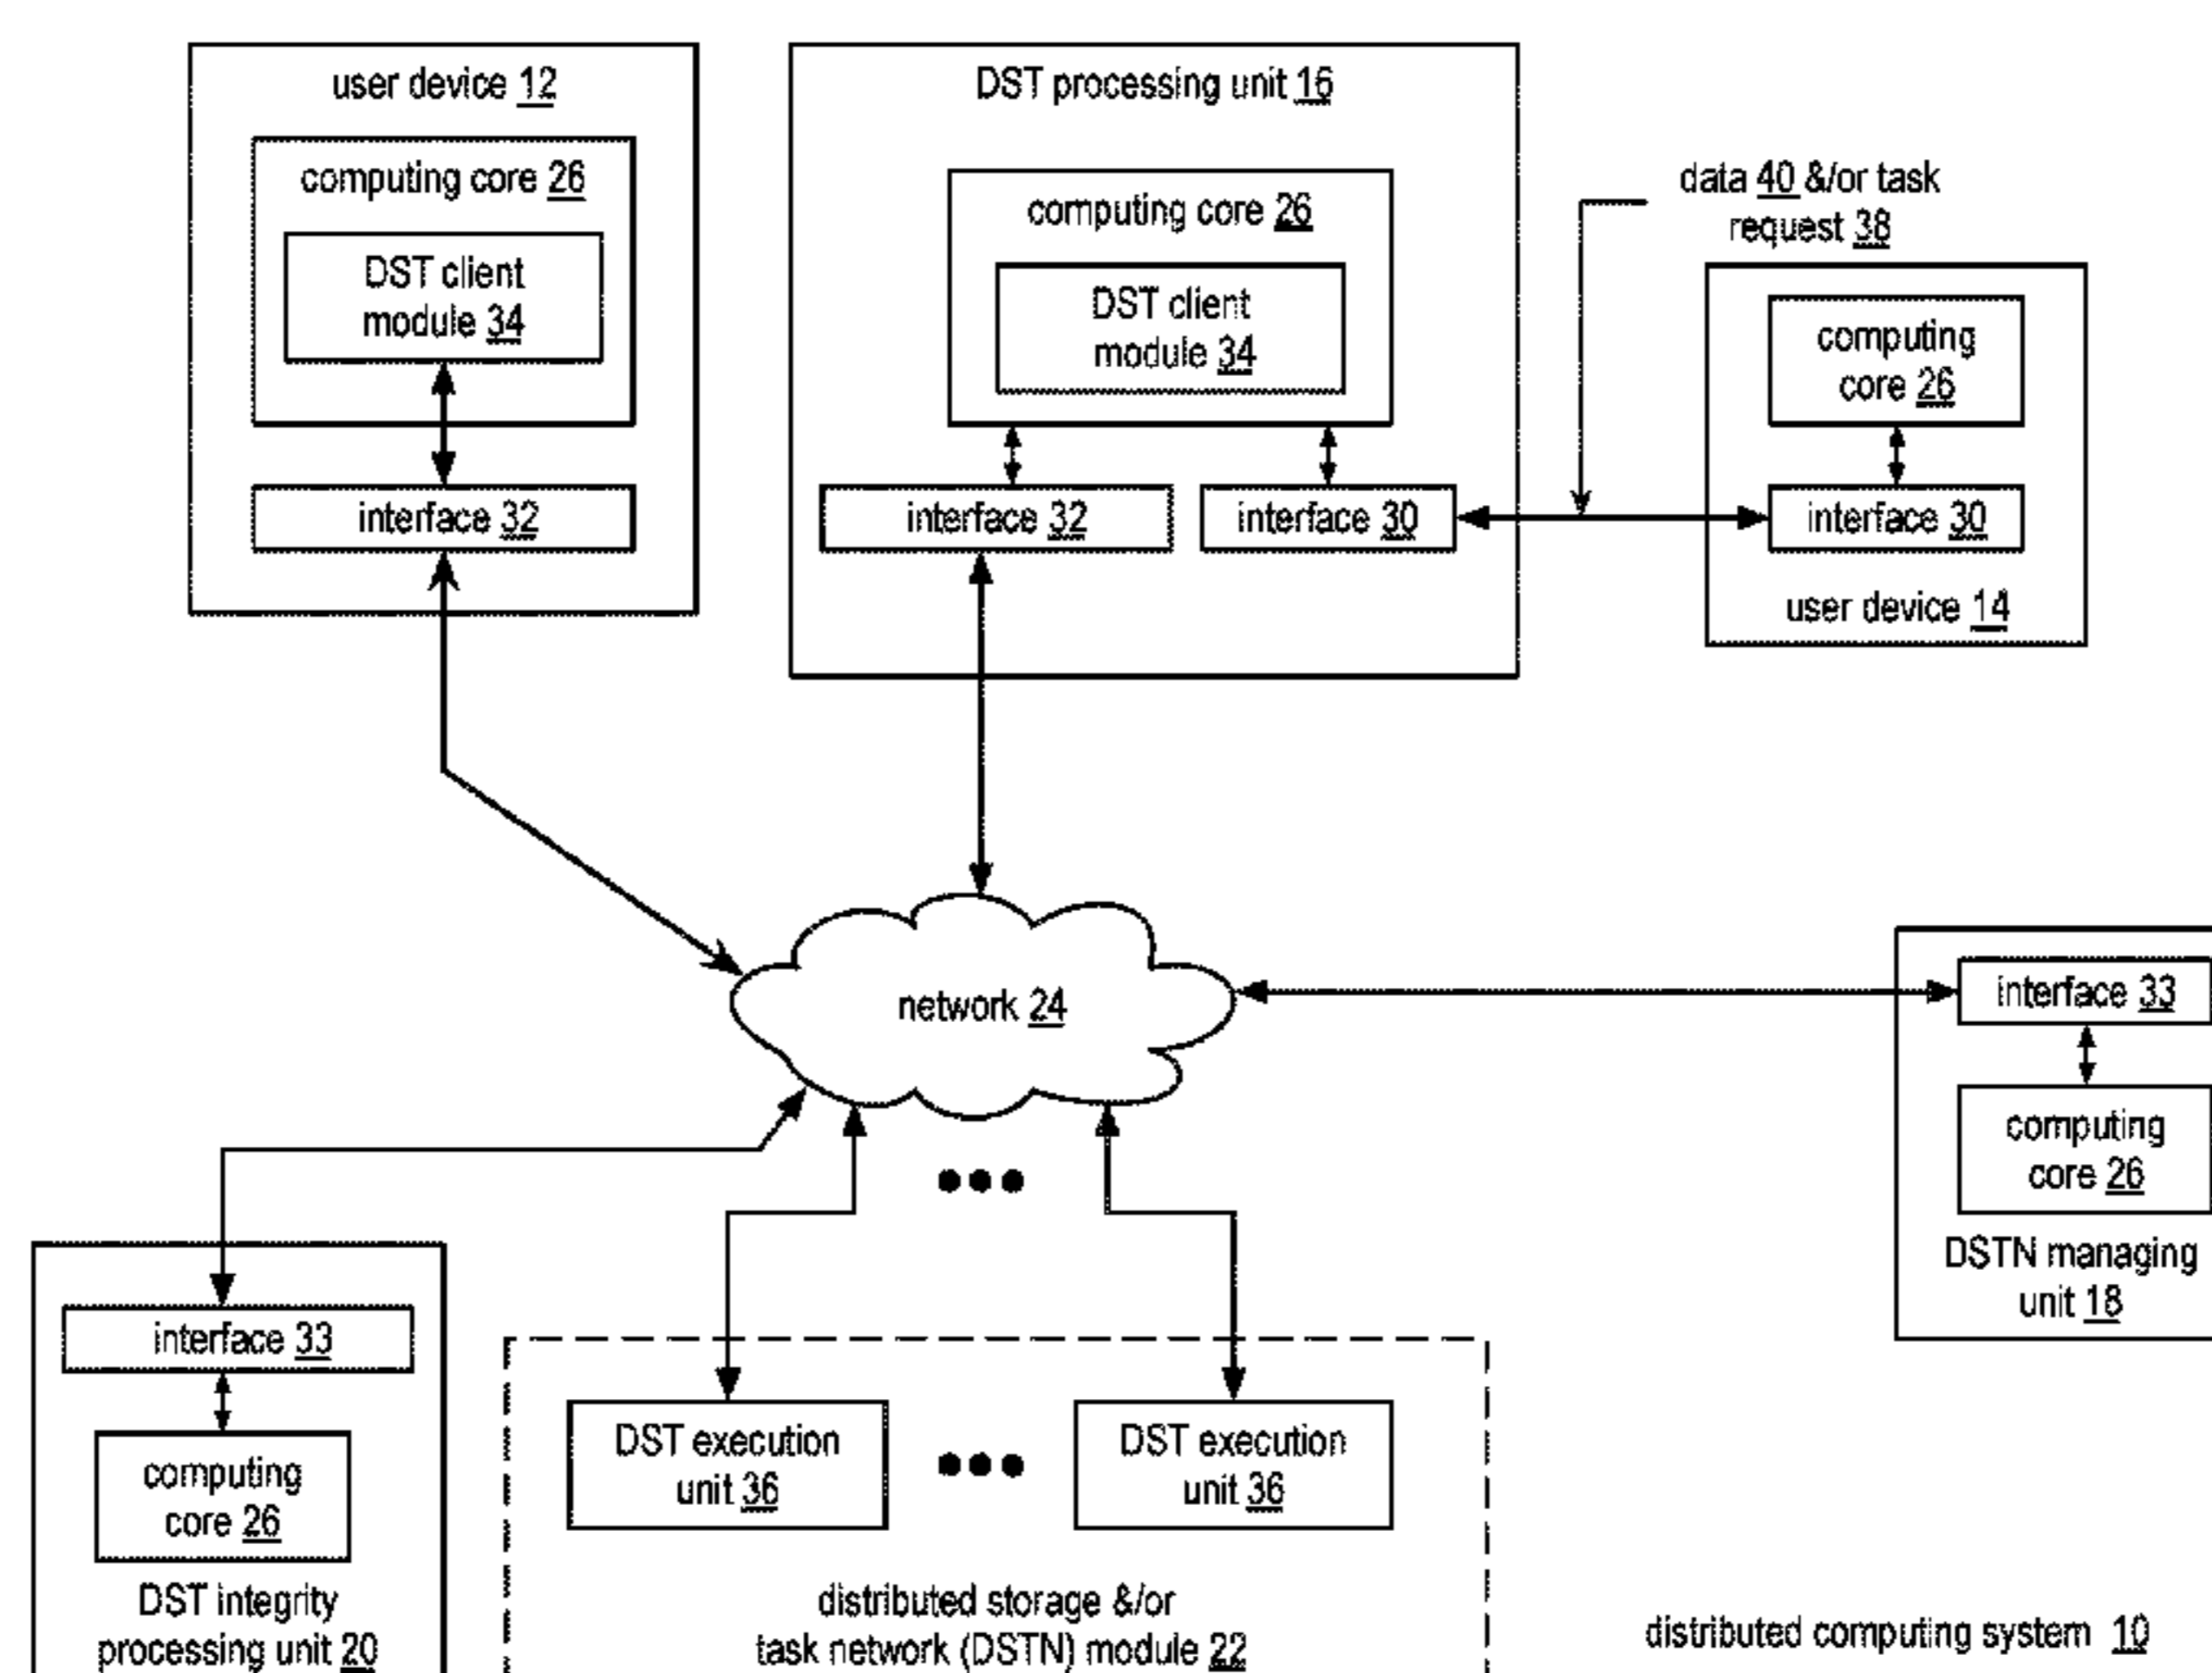 user device 12
computing core 26
DST client
module 34
interface 32
DST processing unit 16
computing core 26
DST client
module 34
interface 32
interface 30
data 40 &/or task
request 38
computing
core 26
interface 30
user device 14
network 24
interface 33
computing
core 26
DSTN managing
unit 18
interface 33
computing
core 26
DST integrity
processing unit 20
DST execution
unit 36
DST execution
unit 36
distributed storage &/or
task network (DSTN) module 22
distributed computing system 10